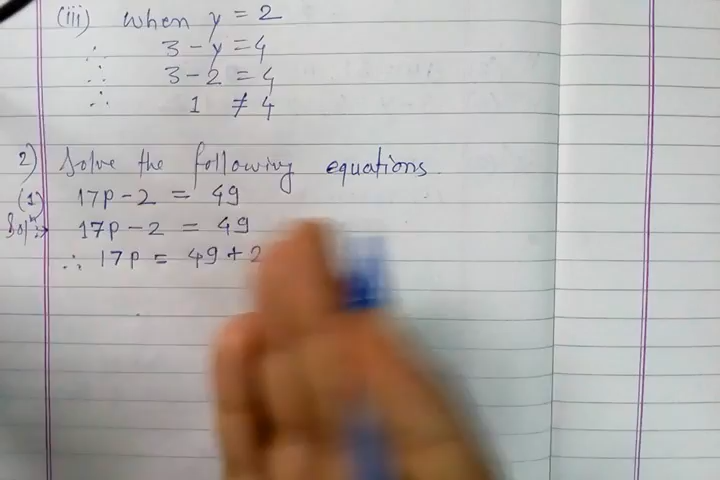 (iii) when y = 2
∴ 3 - y = 4
∴ 3 - 2 = 4
∴ 1 ≠ 4
2) Solve the following equations.
(1) 17p - 2 = 49
Solⁿ:→ 17p - 2 = 49
∴ 17p = 49 + 2